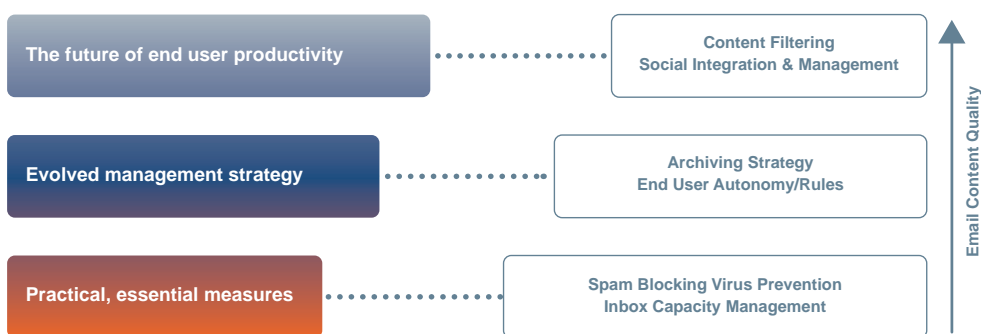 The future of end user productivity
Content Filtering
Social Integration & Management
Evolved management strategy
Archiving Strategy
End User Autonomy/Rules
Practical, essential measures
Spam Blocking Virus Prevention
Inbox Capacity Management
Email Content Quality